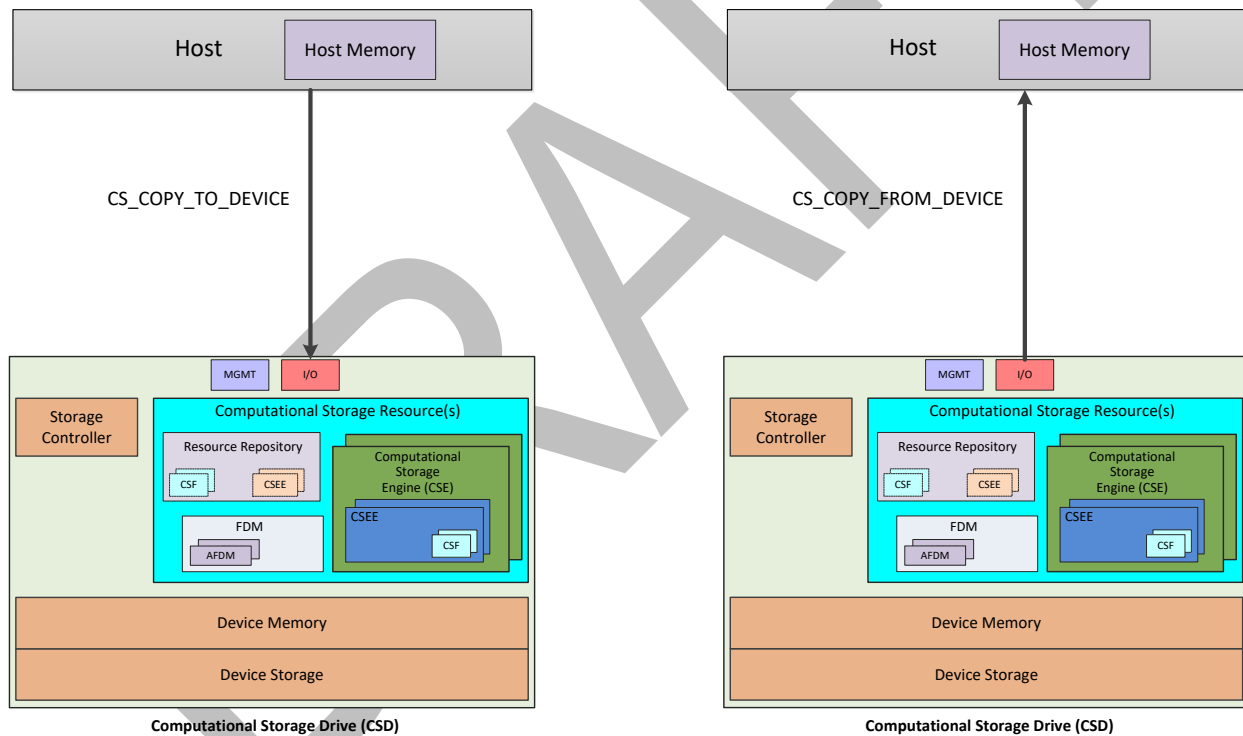 Host
Host Memory
CS_COPY_TO_DEVICE
MGMT
I/O
Storage
Controller
Computational Storage Resource(s)
Resource Repository
CSF
CSEE
Computational
Storage
Engine (CSE)
CSEE
CSF
FDM
AFDM
Device Memory
Device Storage
Computational Storage Drive (CSD)
Host
Host Memory
CS_COPY_FROM_DEVICE
MGMT
I/O
Storage
Controller
Computational Storage Resource(s)
Resource Repository
CSF
CSEE
Computational
Storage
Engine (CSE)
CSEE
CSF
FDM
AFDM
Device Memory
Device Storage
Computational Storage Drive (CSD)